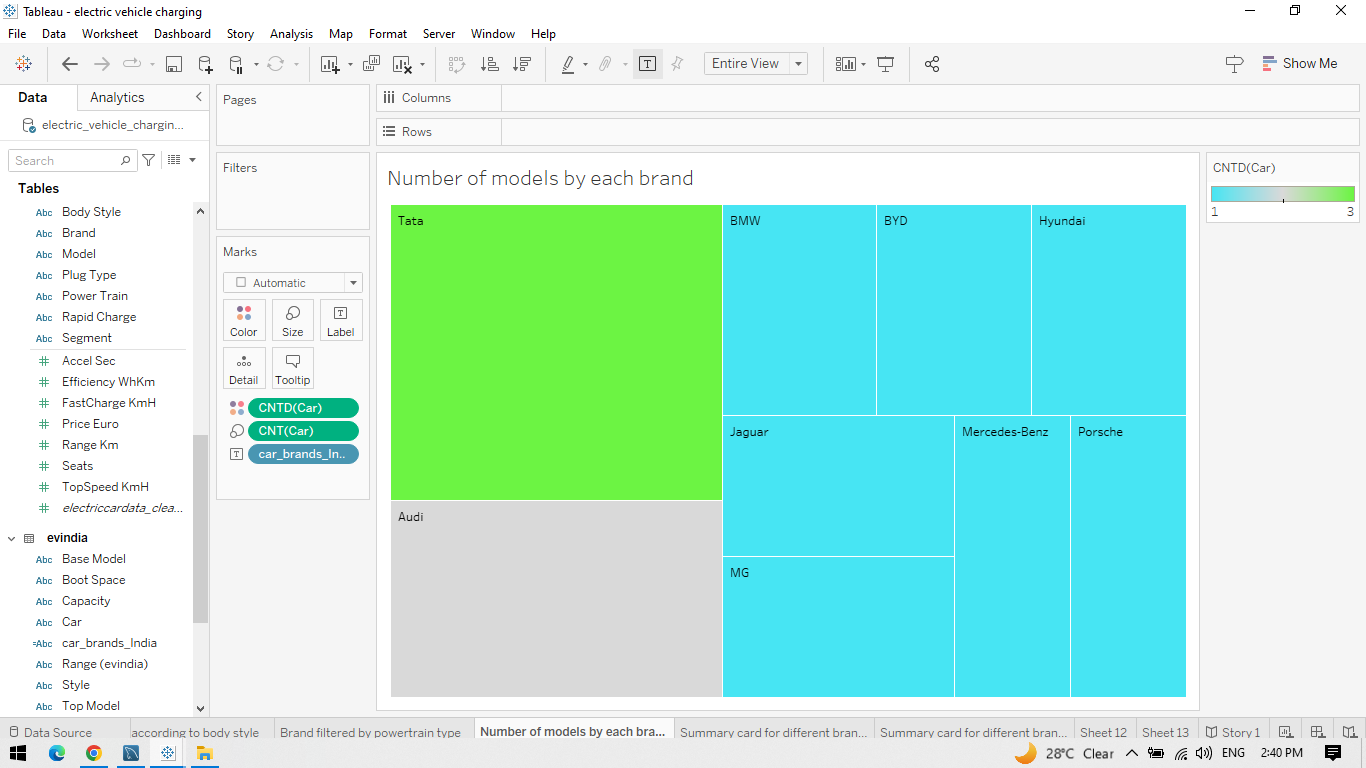 Tableau - electric vehicle charging
File Data Worksheet Dashboard Story Analysis Map Format Server Window Help
T Entire View Show Me
Data Analytics
electric_vehicle_chargin...
Search
Tables
Abc Body Style
Abc Brand
Abc Model
Abc Plug Type
Abc Power Train
Abc Rapid Charge
Abc Segment
# Accel Sec
# Efficiency WhKm
# FastCharge KmH
# Price Euro
# Range Km
# Seats
# TopSpeed KmH
# electriccardata_clea...
evindia
Abc Base Model
Abc Boot Space
Abc Capacity
Abc Car
=Abc car_brands_India
Abc Range (evindia)
Abc Style
Abc Top Model
Pages
Filters
Marks
Automatic
Color Size T Label
Detail Tooltip
CNTD(Car)
CNT(Car)
T car_brands_In..
Columns
Rows
Number of models by each brand
Tata
BMW
BYD
Hyundai
Jaguar
Mercedes-Benz
Porsche
Audi
MG
CNTD(Car)
1 3
Data Source according to body style Brand filtered by powertrain type Number of models by each bra... Summary card for different bran... Summary card for different bran... Sheet 12 Sheet 13 Story 1
28°C Clear ENG 2:40 PM